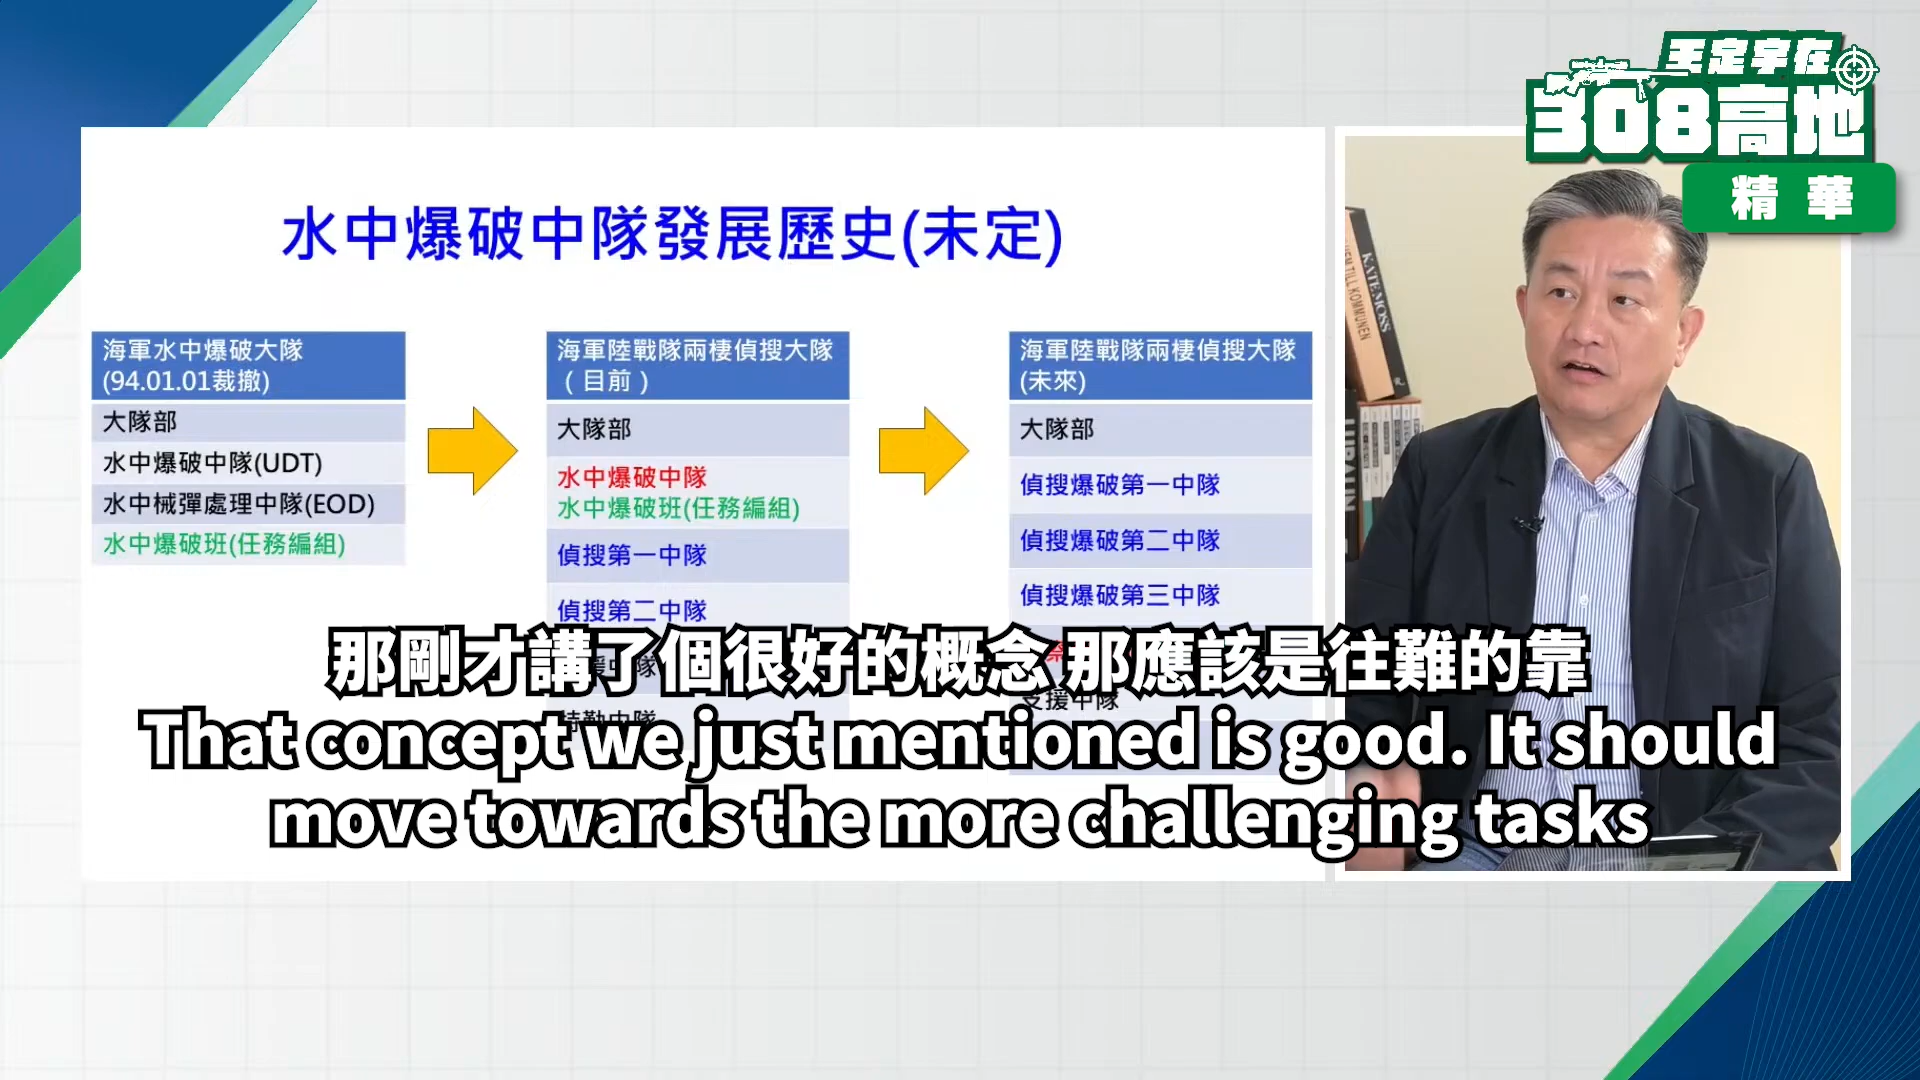 王定宇在
308高地
精華
水中爆破中隊發展歷史(未定)
海軍水中爆破大隊
(94.01.01裁撤)
大隊部
水中爆破中隊(UDT)
水中械彈處理中隊(EOD)
水中爆破班(任務編組)
海軍陸戰隊兩棲偵搜大隊
(目前)
大隊部
水中爆破中隊
水中爆破班(任務編組)
偵搜第一中隊
偵搜第二中隊
海軍陸戰隊兩棲偵搜大隊
(未來)
大隊部
偵搜爆破第一中隊
偵搜爆破第二中隊
偵搜爆破第三中隊
支援中隊
KATE MOSS
那剛才講了個很好的概念 那應該是往難的靠
That concept we just mentioned is good. It should
move towards the more challenging tasks